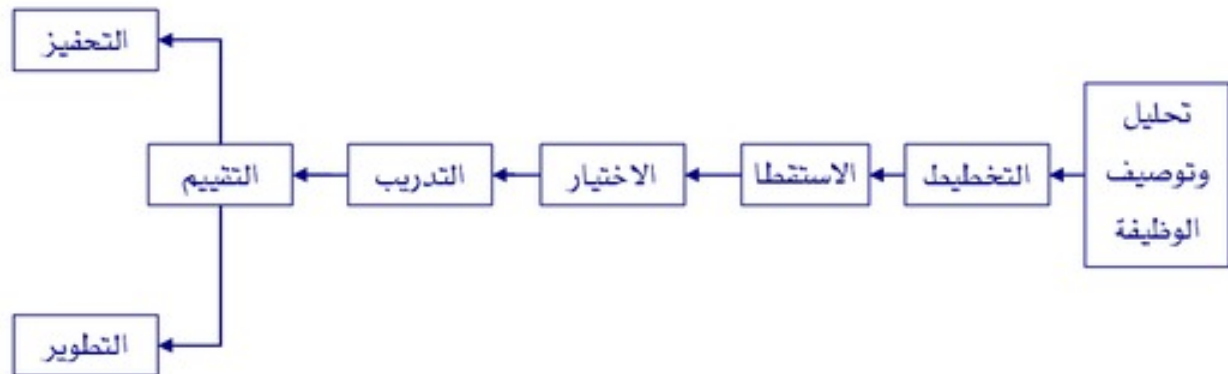 تحليل
وتوصيف
الوظيفة
التخطيط
الاستقطا
الاختيار
التدريب
التقييم
التحفيز
التطوير